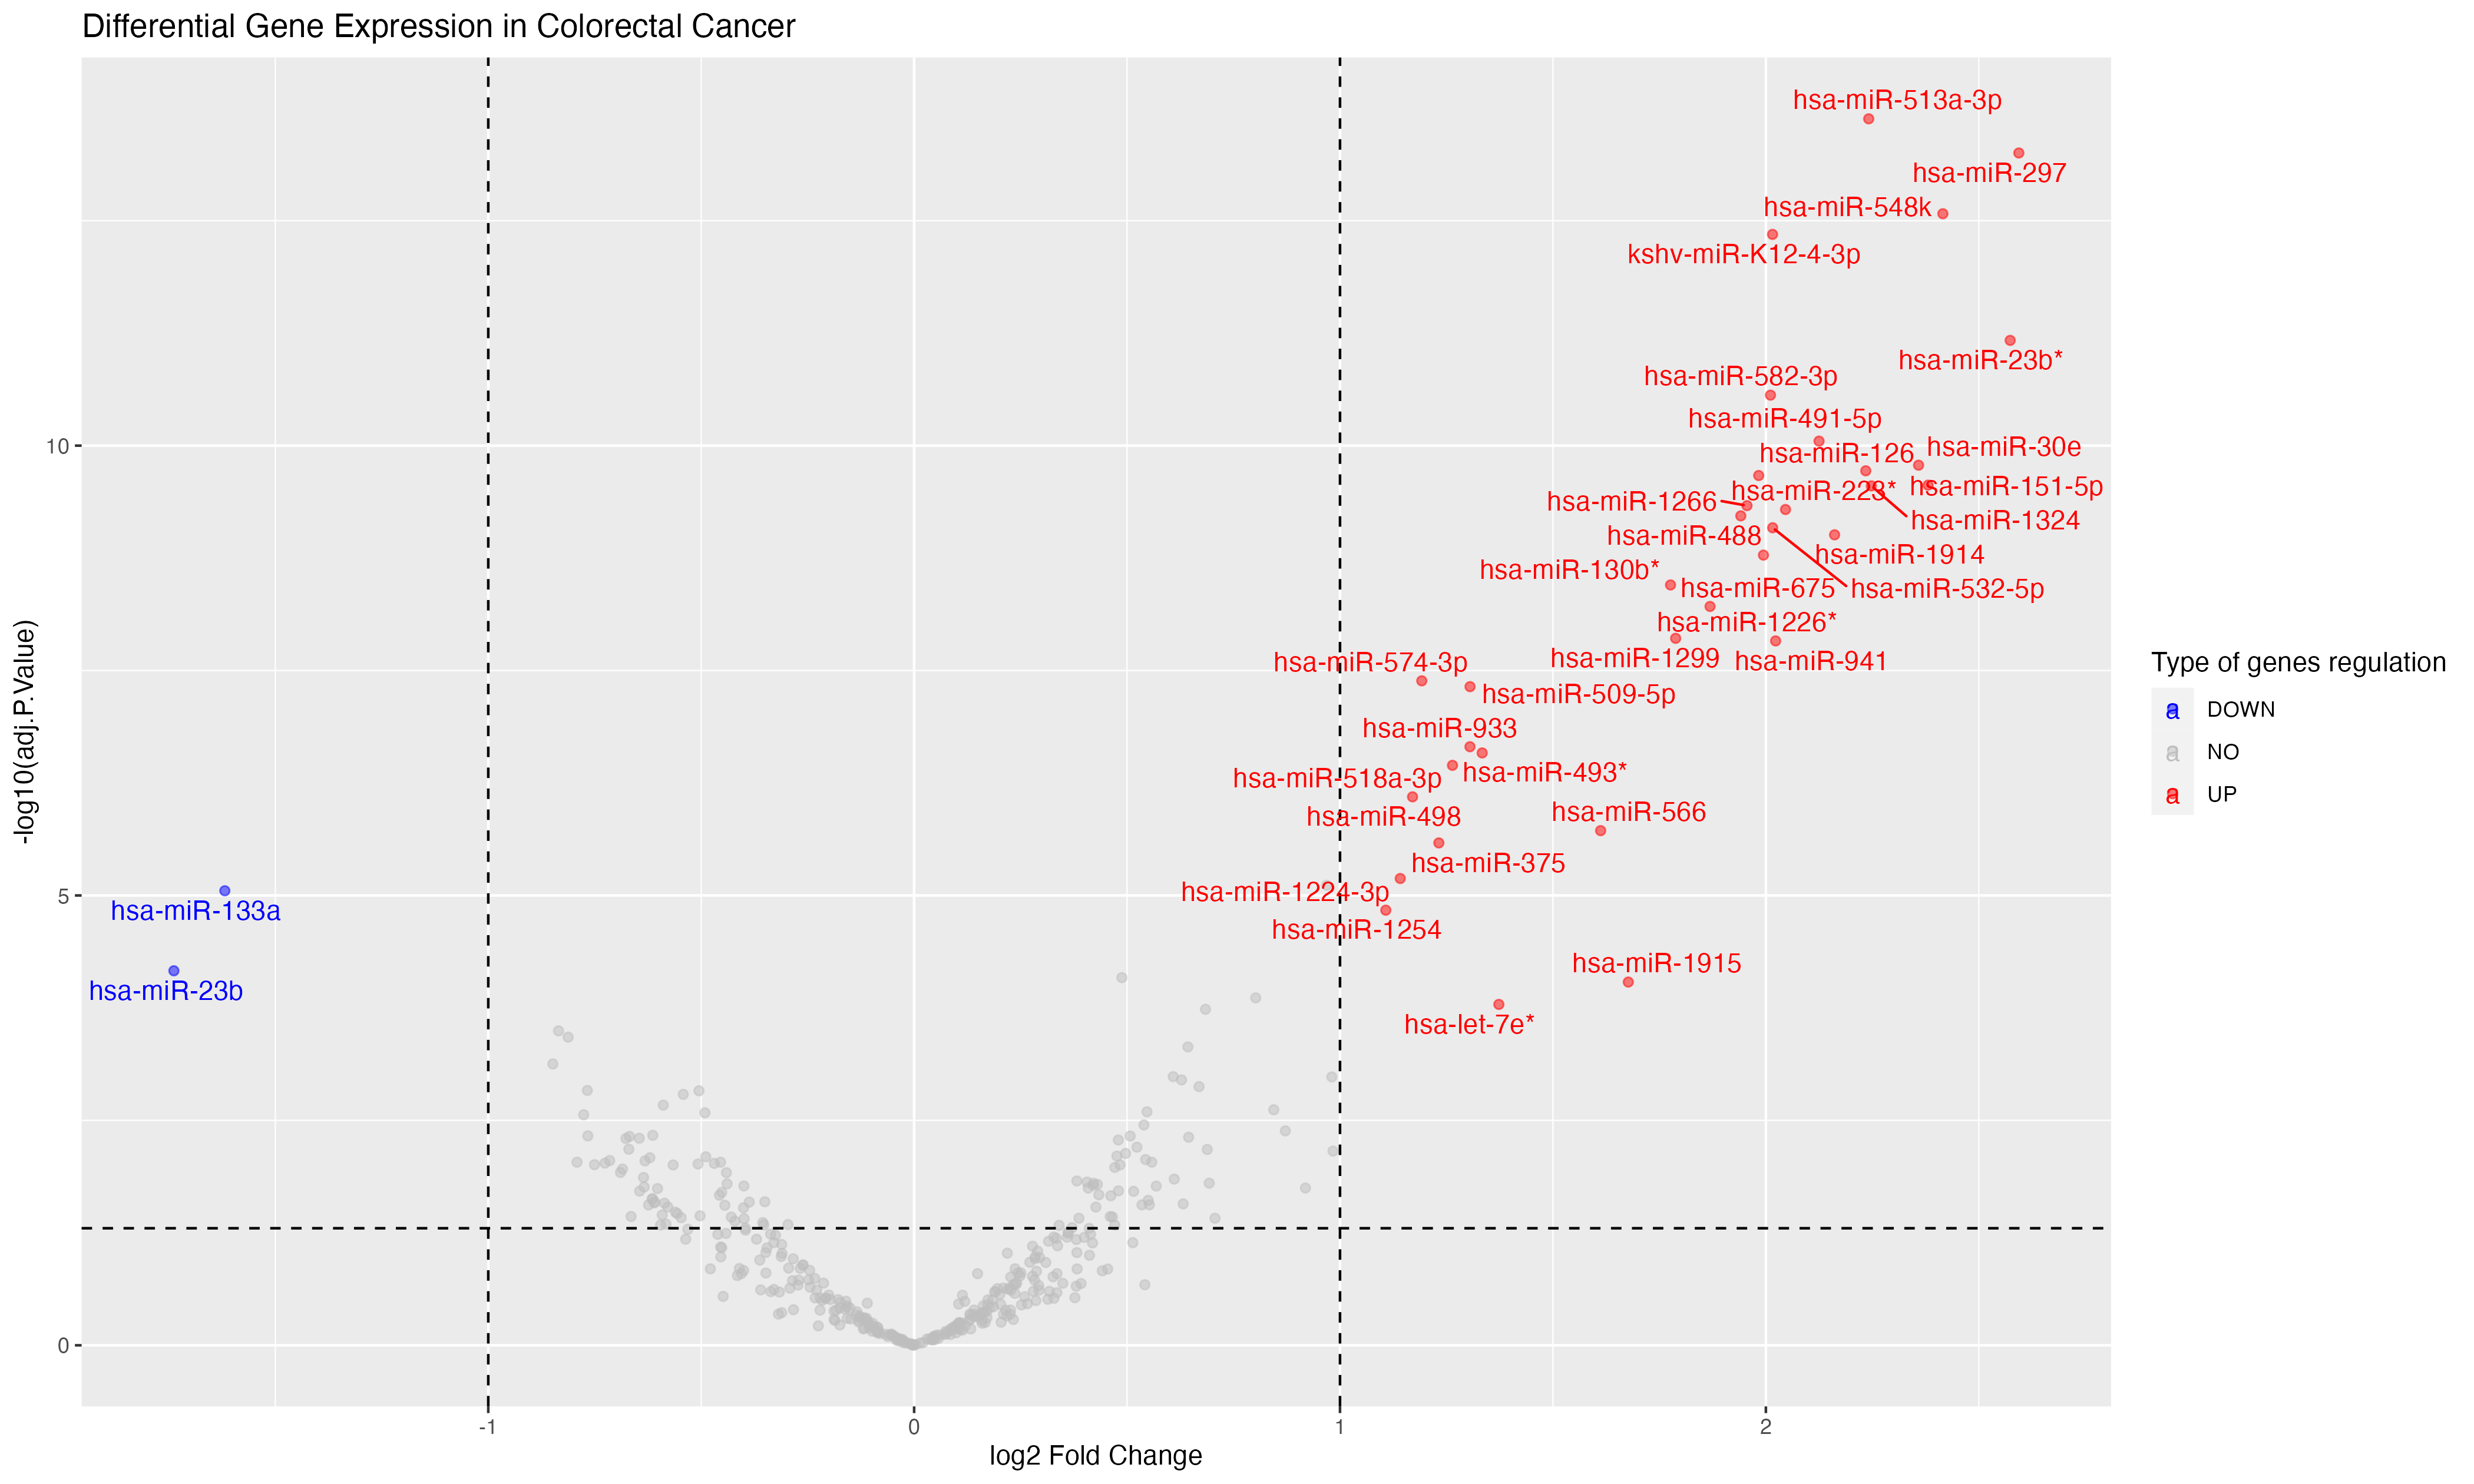 Differential Gene Expression in Colorectal Cancer
hsa-miR-513a-3p
hsa-miR-297
hsa-miR-548k
kshv-miR-K12-4-3p
hsa-miR-23b*
hsa-miR-582-3p
hsa-miR-491-5p
hsa-miR-30e
hsa-miR-126
hsa-miR-151-5p
hsa-miR-223*
hsa-miR-1266
hsa-miR-1324
hsa-miR-488
hsa-miR-1914
hsa-miR-130b*
hsa-miR-675
hsa-miR-532-5p
hsa-miR-1226*
hsa-miR-1299
hsa-miR-941
hsa-miR-574-3p
hsa-miR-509-5p
hsa-miR-933
hsa-miR-493*
hsa-miR-518a-3p
hsa-miR-566
hsa-miR-498
hsa-miR-375
hsa-miR-1224-3p
hsa-miR-1254
hsa-miR-133a
hsa-miR-1915
hsa-miR-23b
hsa-let-7e*
10
5
0
-1
0
1
2
log2 Fold Change
-log10(adj.P.Value)
Type of genes regulation
a DOWN
a NO
a UP